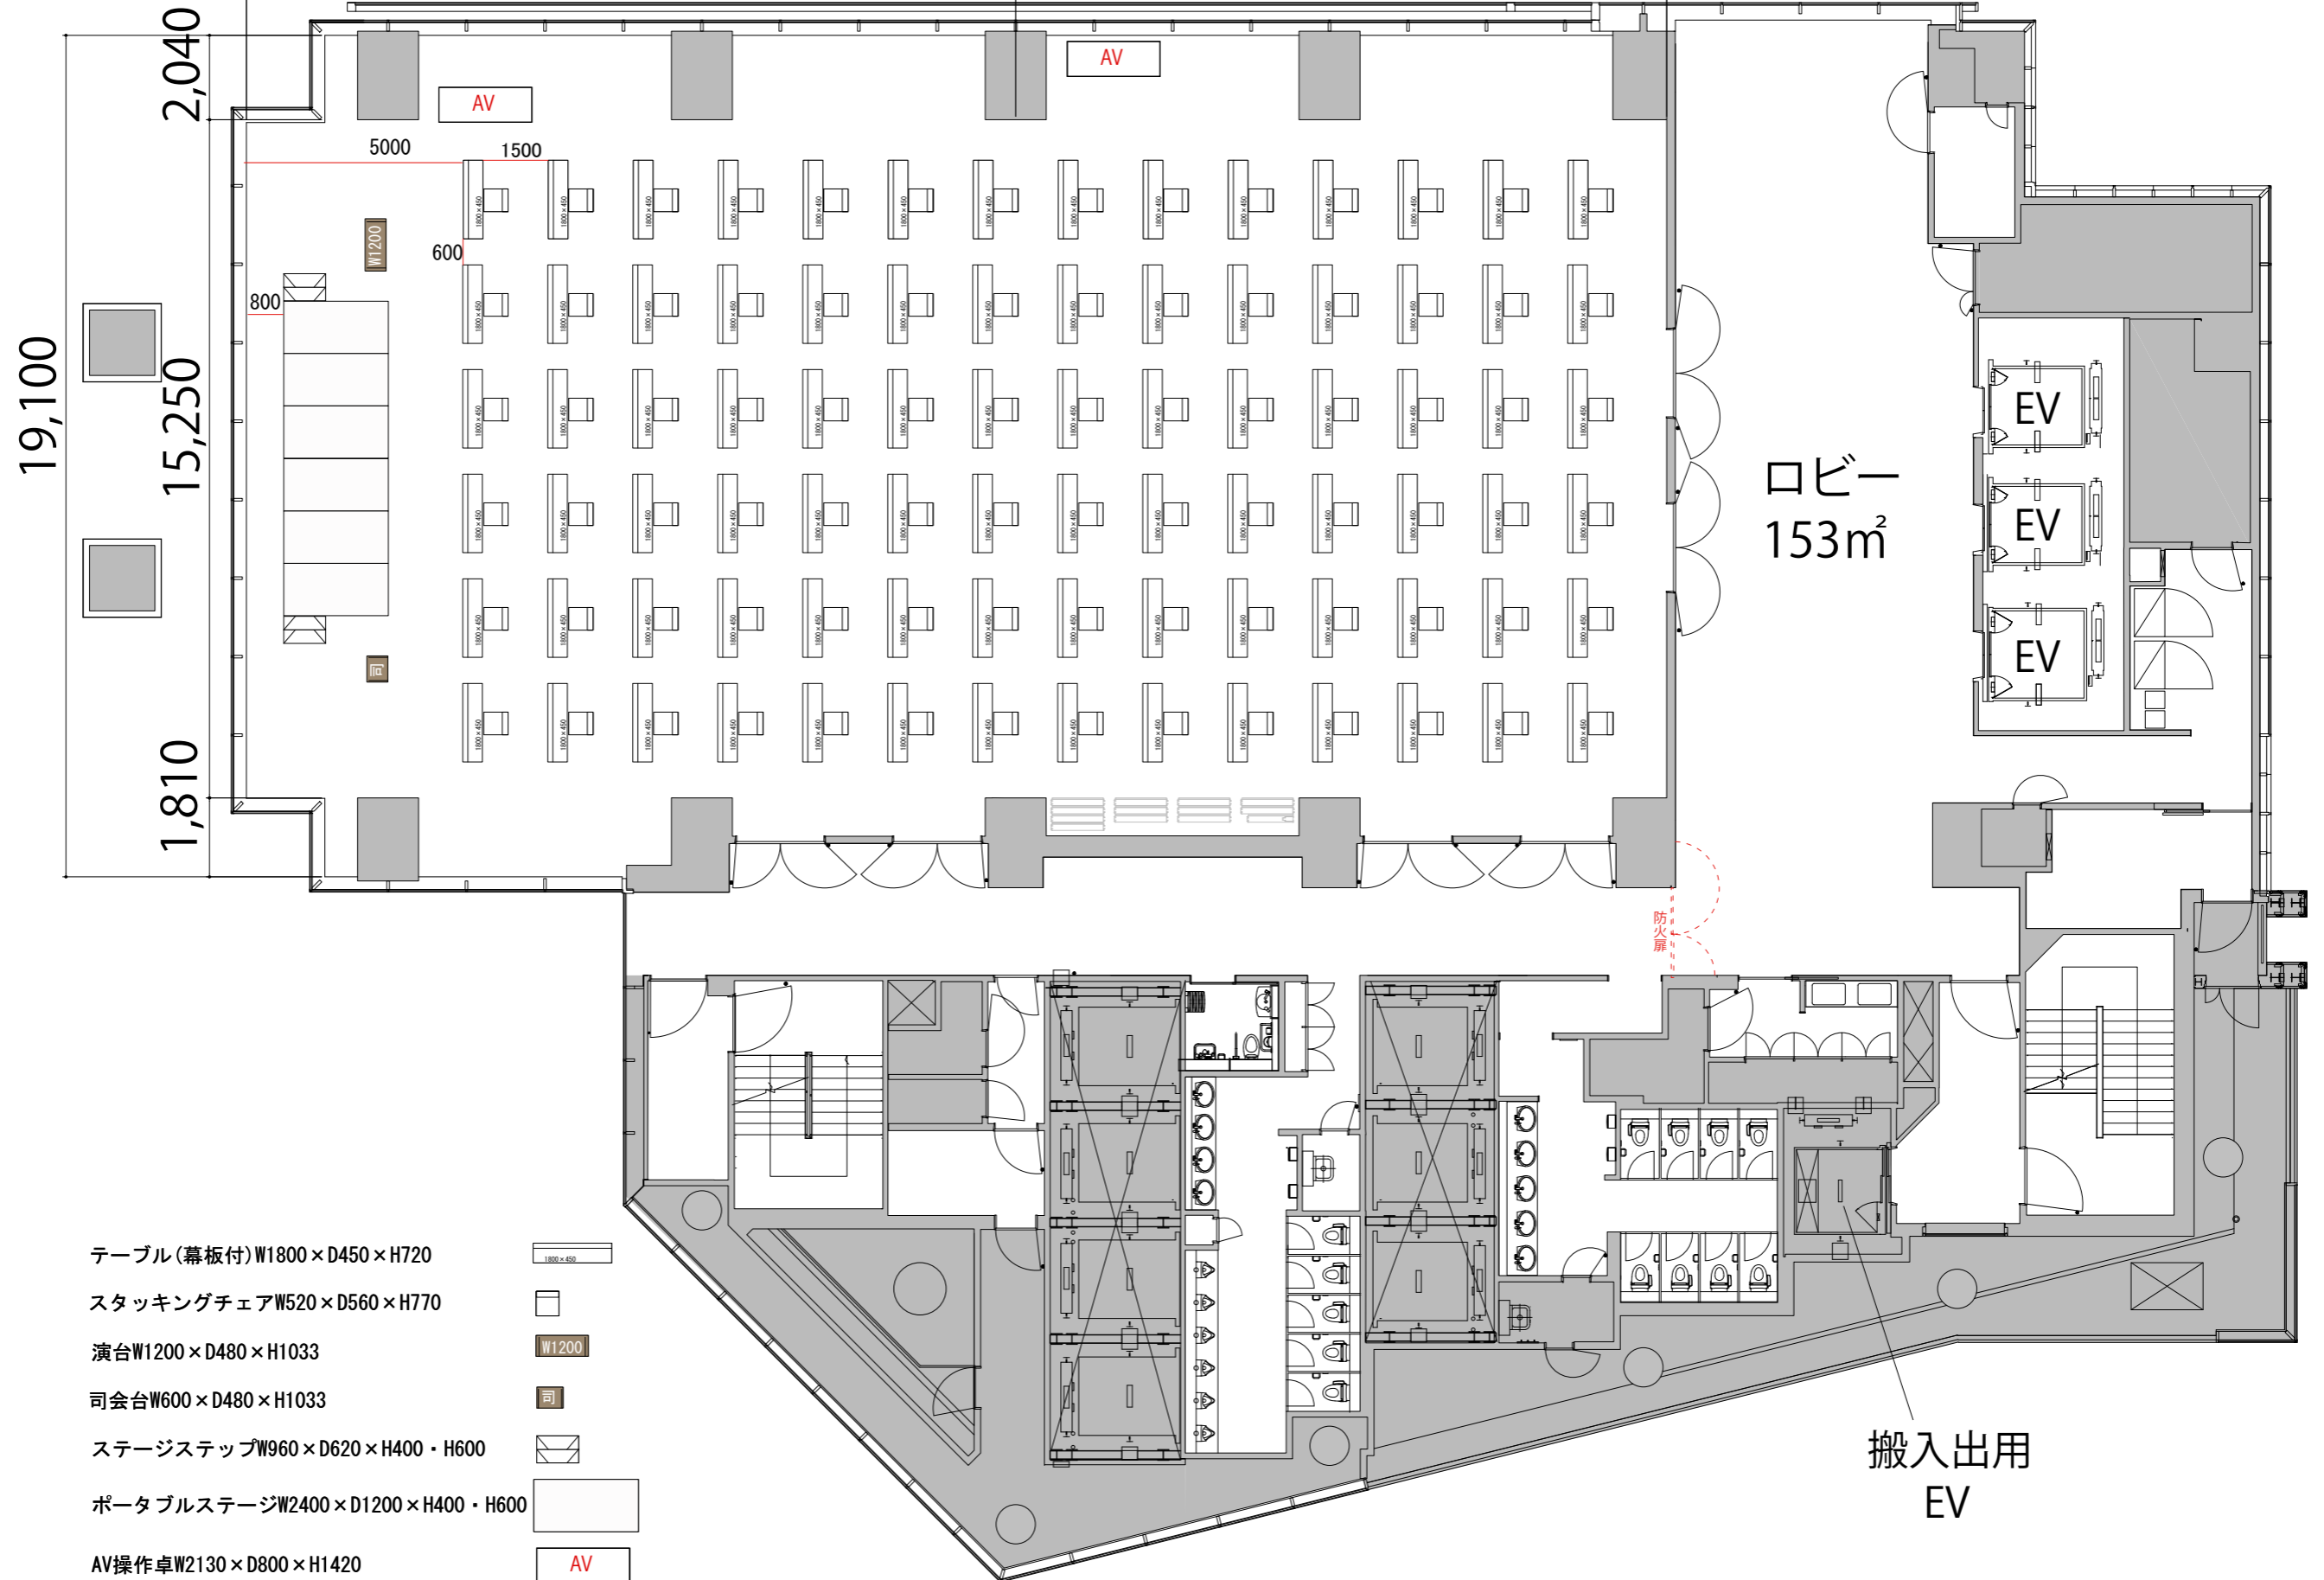 2,040
AV
AV
5000
1500
600
W1200
800
19,100
15,250
1,810
司
ロビー
153㎡
EV
EV
EV
防火扉
搬入出用
EV
テーブル(幕板付)W1800×D450×H720
1800×450
スタッキングチェアW520×D560×H770
演台W1200×D480×H1033
W1200
司会台W600×D480×H1033
司
ステージステップW960×D620×H400・H600
ポータブルステージW2400×D1200×H400・H600
AV操作卓W2130×D800×H1420
AV